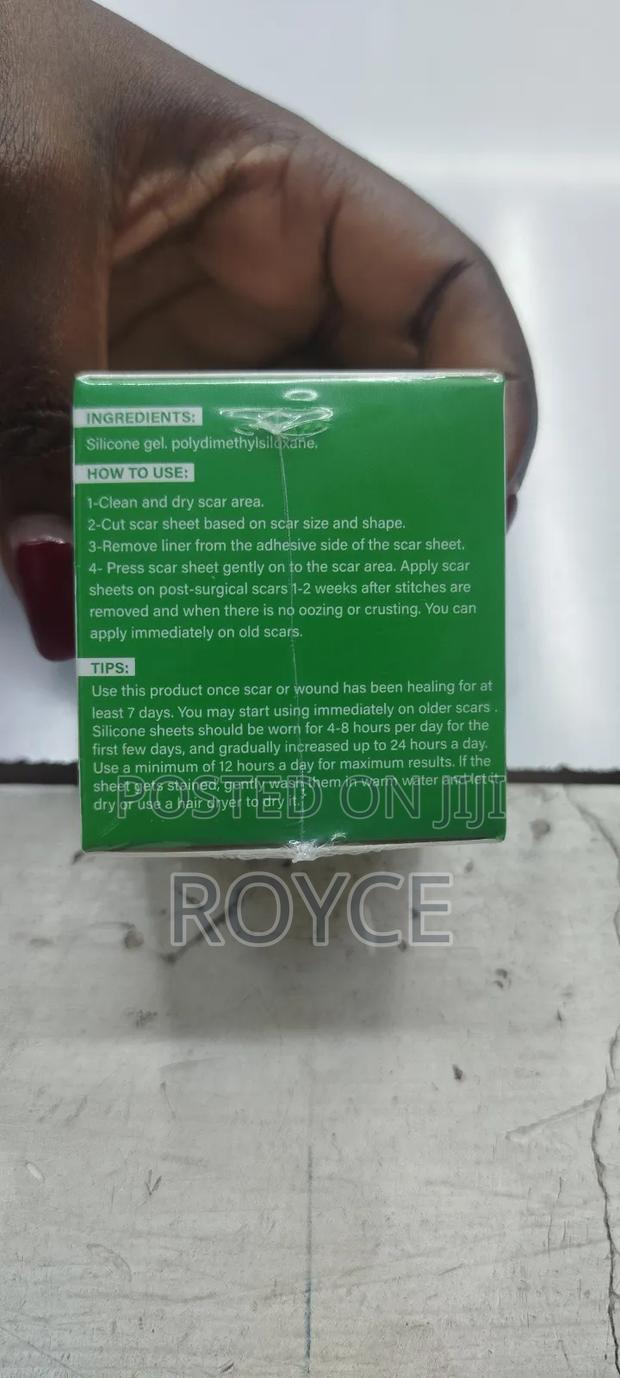 INGREDIENTS:
Silicone gel. polydimethylsiloxane.
HOW TO USE:
1-Clean and dry scar area.
2-Cut scar sheet based on scar size and shape.
3-Remove liner from the adhesive side of the scar sheet.
4- Press scar sheet gently on to the scar area. Apply scar
sheets on post-surgical scars 1-2 weeks after stitches are
removed and when there is no oozing or crusting. You can
apply immediately on old scars.
TIPS:
Use this product once scar or wound has been healing for at
least 7 days. You may start using immediately on older scars .
Silicone sheets should be worn for 4-8 hours per day for the
first few days, and gradually increased up to 24 hours a day.
Use a minimum of 12 hours a day for maximum results. If the
sheet gets stained, gently wash them in warm water and let it
dry or use a hair dryer to dry it.
POSTED ON JIJI
ROYCE